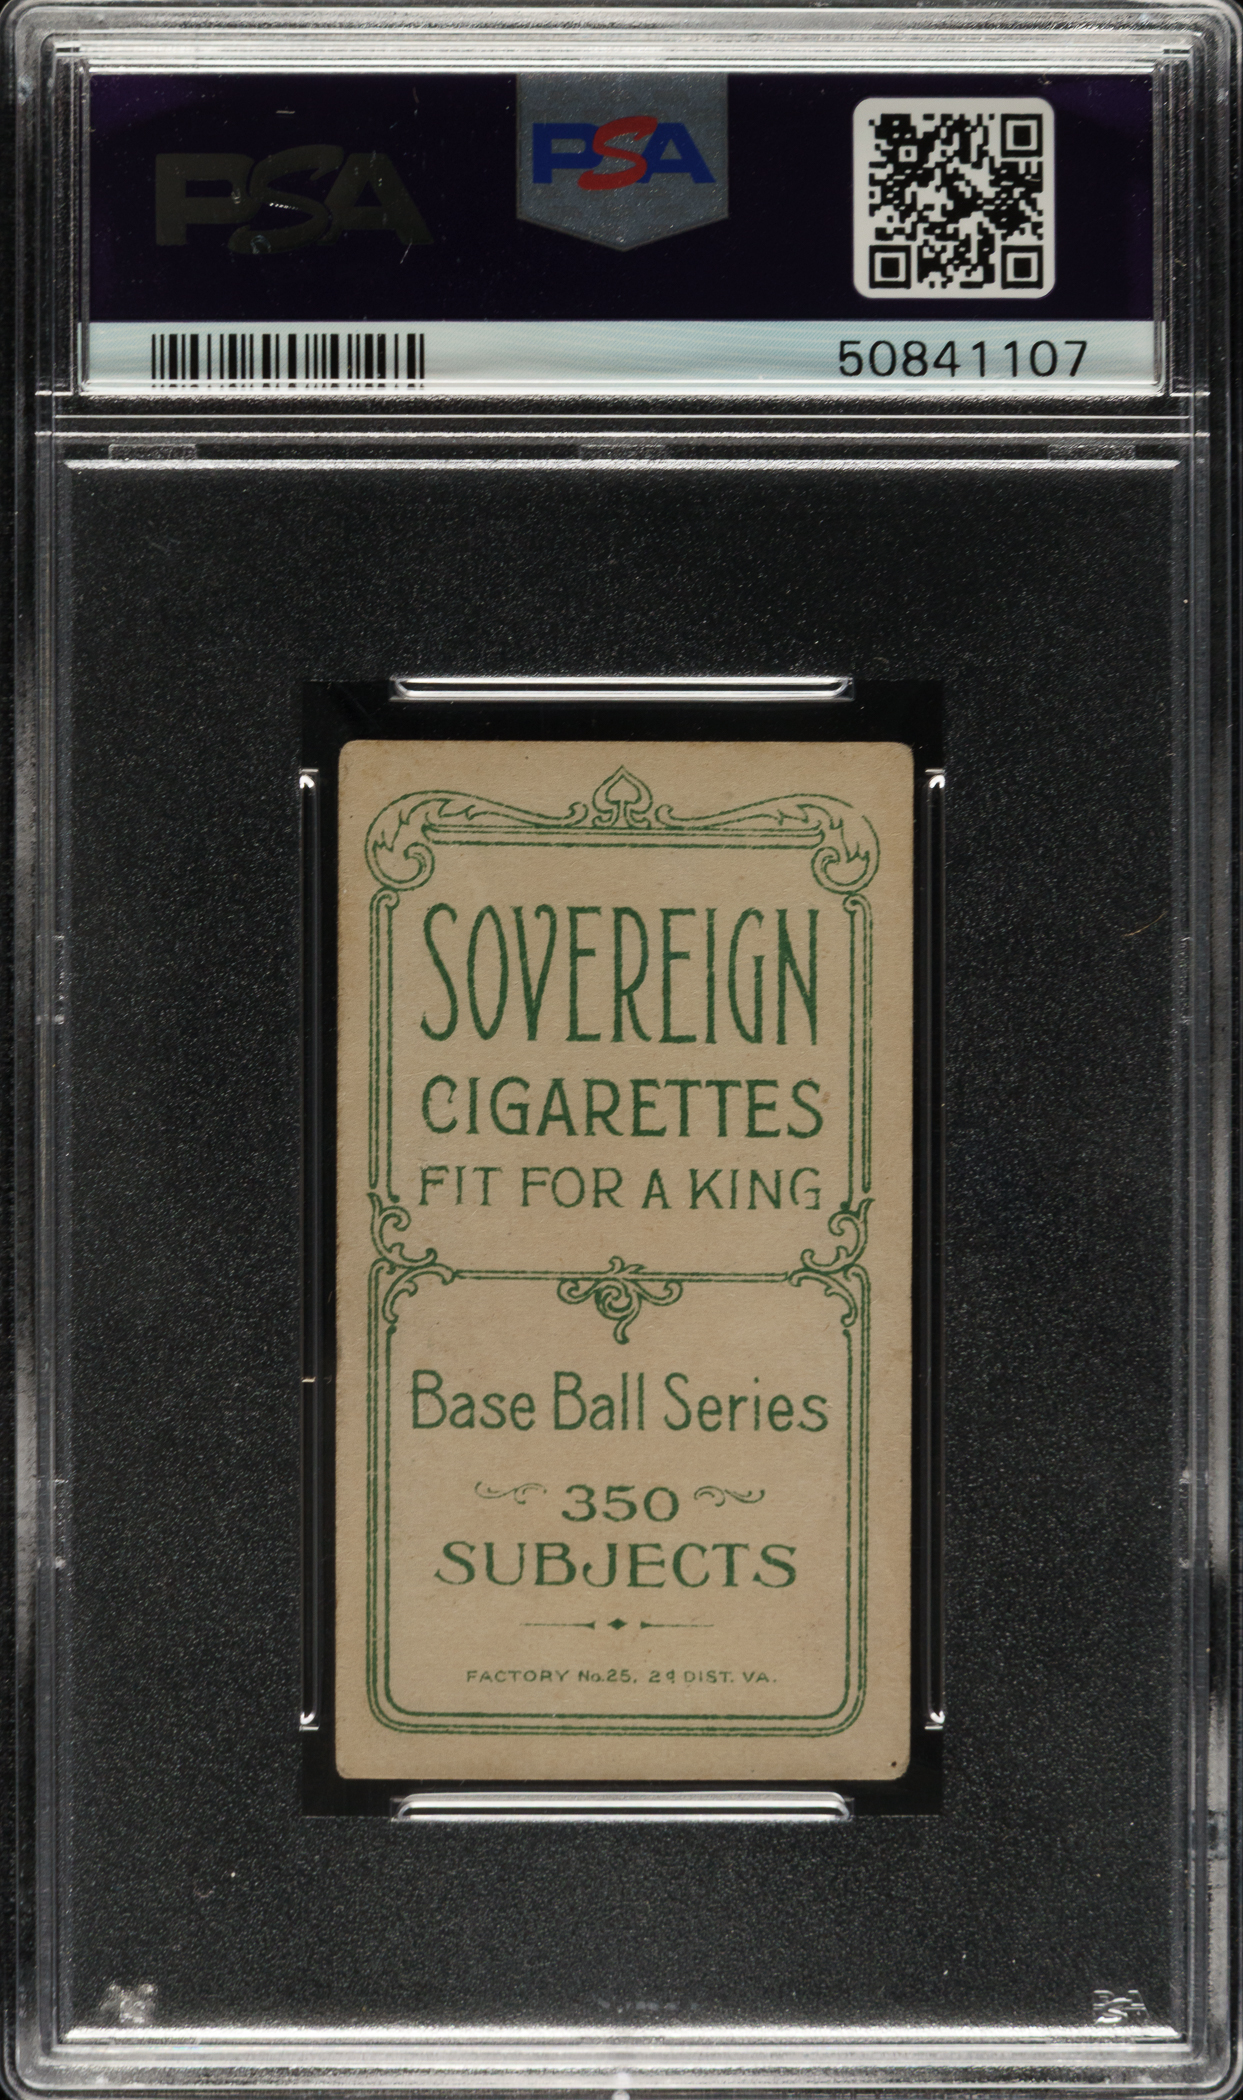 PSA
PSA
50841107
SOVEREIGN
CIGARETTES
FIT FOR A KING
Base Ball Series
350
SUBJECTS
FACTORY No.25, 2d DIST. VA.
PSA